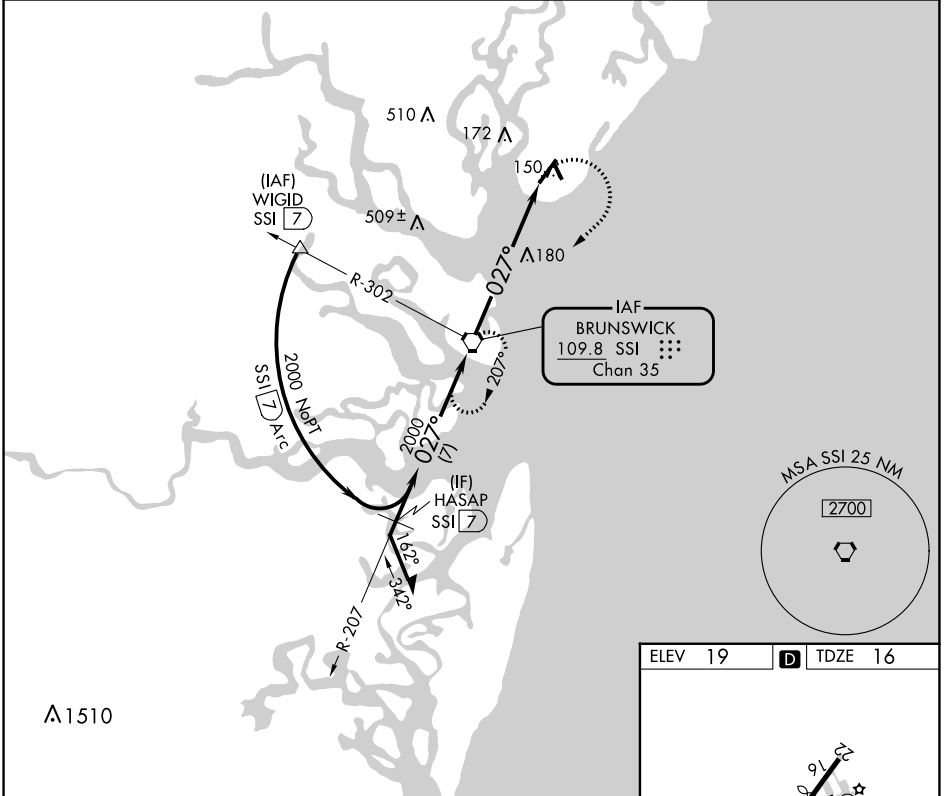 510
172
150
(IAF)
WIGID
SSI 7
509±
180
R-302
027°
IAF
BRUNSWICK
109.8 SSI
Chan 35
207°
2000 NoPT
SSI 7 Arc
2000
027°
(7)
(IF)
HASAP
SSI 7
162°
342°
R-207
1510
MSA SSI 25 NM
2700
ELEV 19 D TDZE 16
22
16